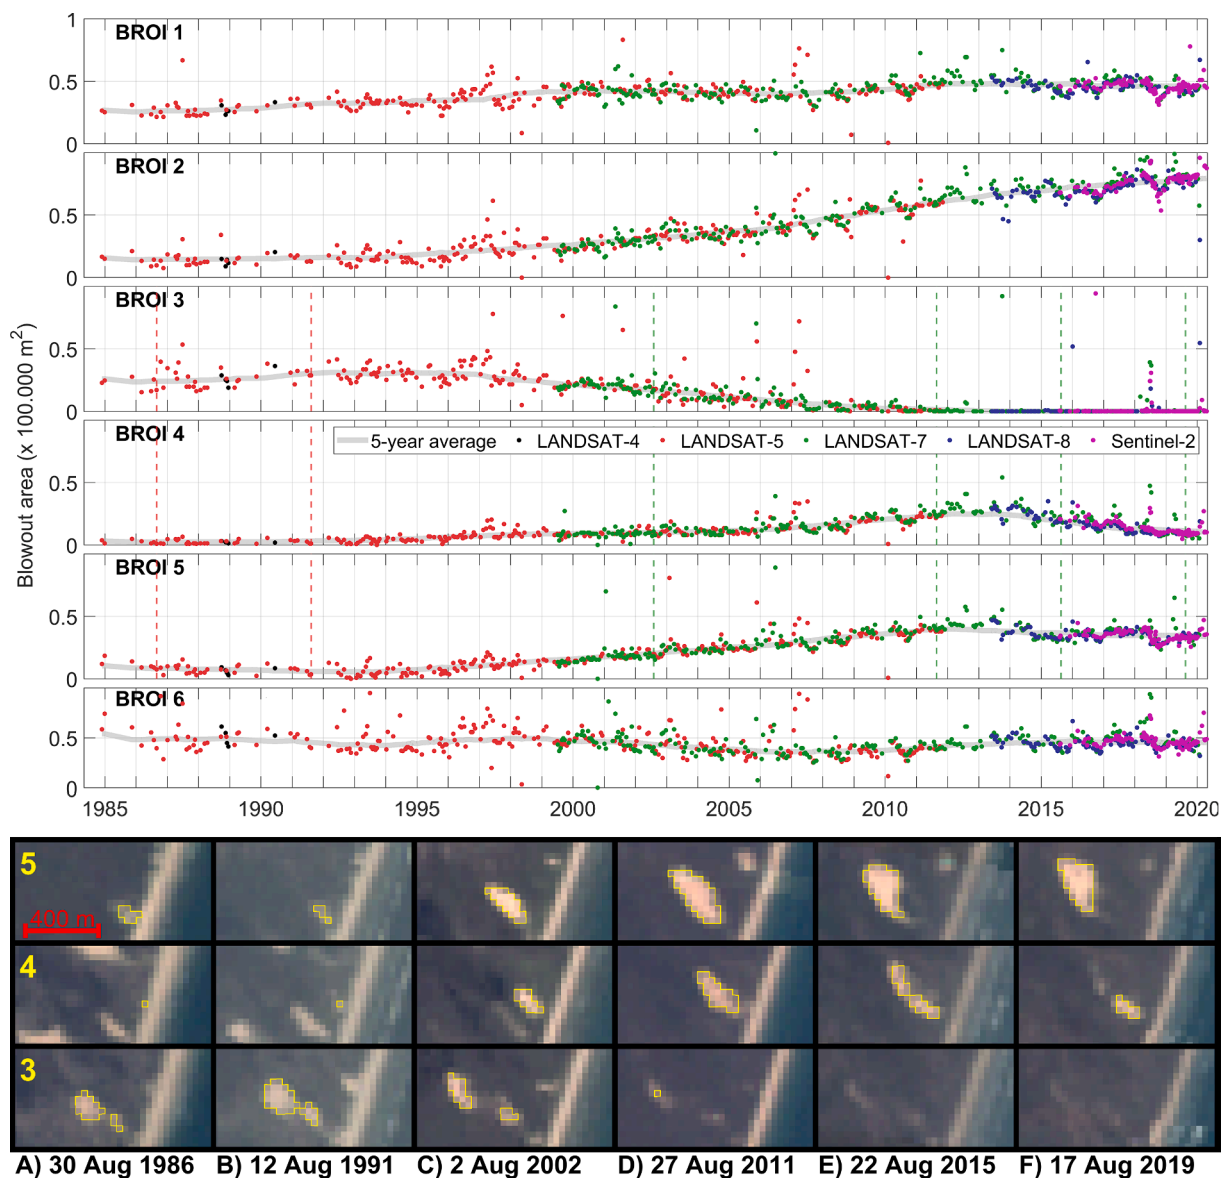 1
BROI 1
0.5
0
BROI 2
0.5
0
BROI 3
0.5
0
BROI 4
5-year average LANDSAT-4 LANDSAT-5 LANDSAT-7 LANDSAT-8 Sentinel-2
0.5
0
BROI 5
0.5
0
BROI 6
0.5
0
Blowout area (x 100.000 m²)
1985 1990 1995 2000 2005 2010 2015 2020
5
400 m
4
3
A) 30 Aug 1986 B) 12 Aug 1991 C) 2 Aug 2002 D) 27 Aug 2011 E) 22 Aug 2015 F) 17 Aug 2019